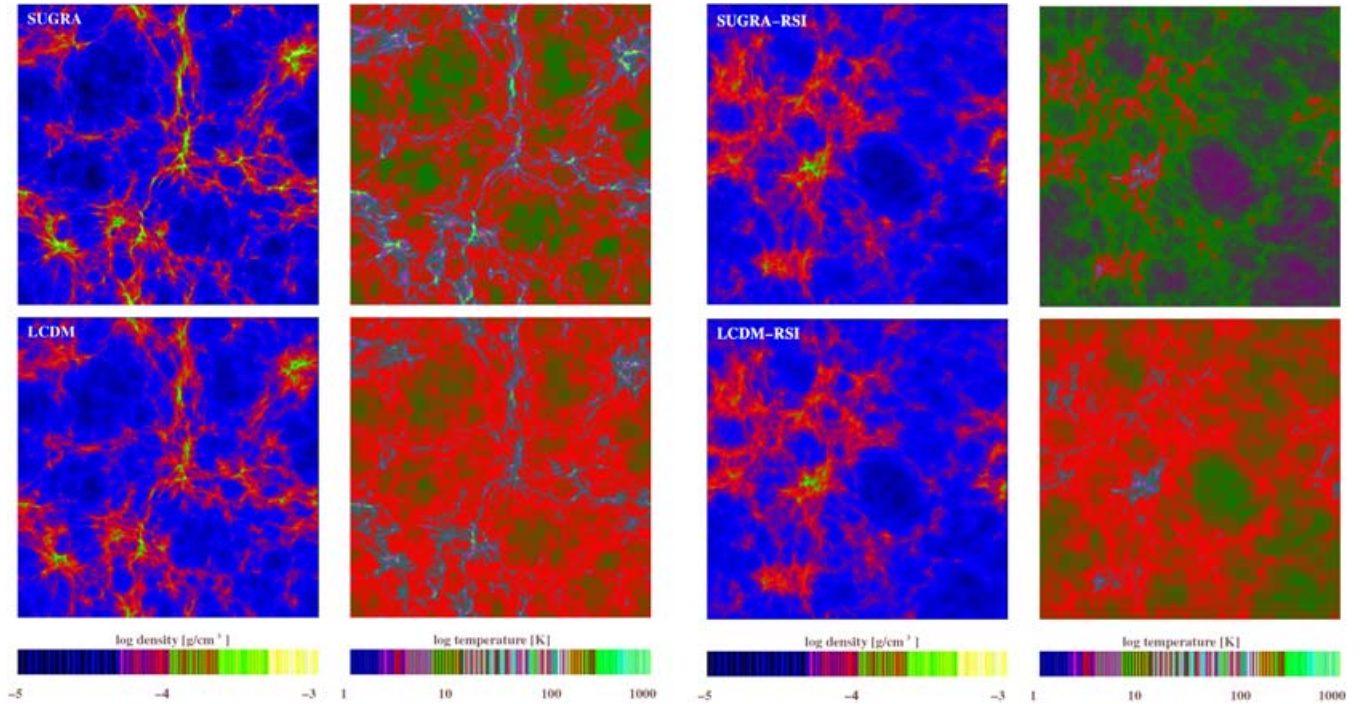 SUGRA
SUGRA-RSI
LCDM
LCDM-RSI
log density [g/cm³]
log temperature [K]
log density [g/cm³]
log temperature [K]
-5 -4 -3
1 10 100 1000
-5 -4 -3
1 10 100 1000